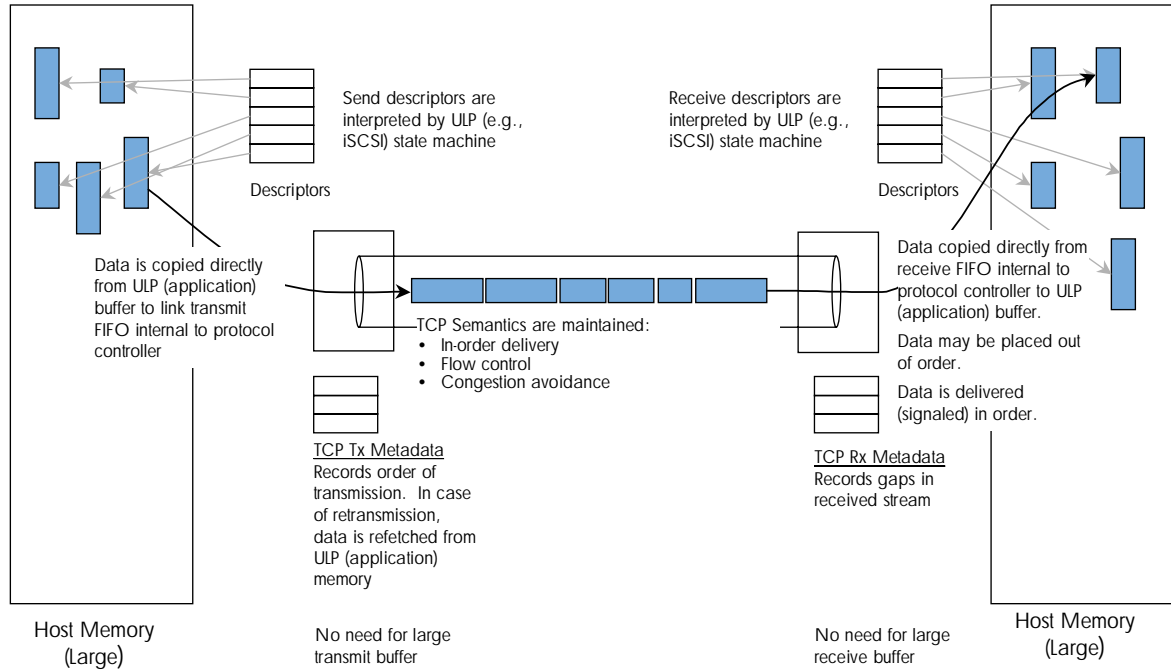 Send descriptors are
interpreted by ULP (e.g.,
iSCSI) state machine
Descriptors
Receive descriptors are
interpreted by ULP (e.g.,
iSCSI) state machine
Descriptors
Data is copied directly
from ULP (application)
buffer to link transmit
FIFO internal to protocol
controller
TCP Semantics are maintained:
• In-order delivery
• Flow control
• Congestion avoidance
Data copied directly from
receive FIFO internal to
protocol controller to ULP
(application) buffer.
Data may be placed out
of order.
Data is delivered
(signaled) in order.
TCP Tx Metadata
Records order of
transmission. In case
of retransmission,
data is refetched from
ULP (application)
memory
TCP Rx Metadata
Records gaps in
received stream
Host Memory
(Large)
No need for large
transmit buffer
No need for large
receive buffer
Host Memory
(Large)